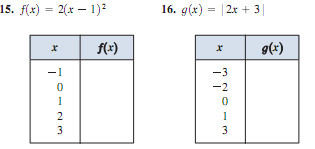 15. f(x) = 2(x − 1)²
x f(x)
−1
0
1
2
3
16. g(x) = |2x + 3|
x g(x)
−3
−2
0
1
3